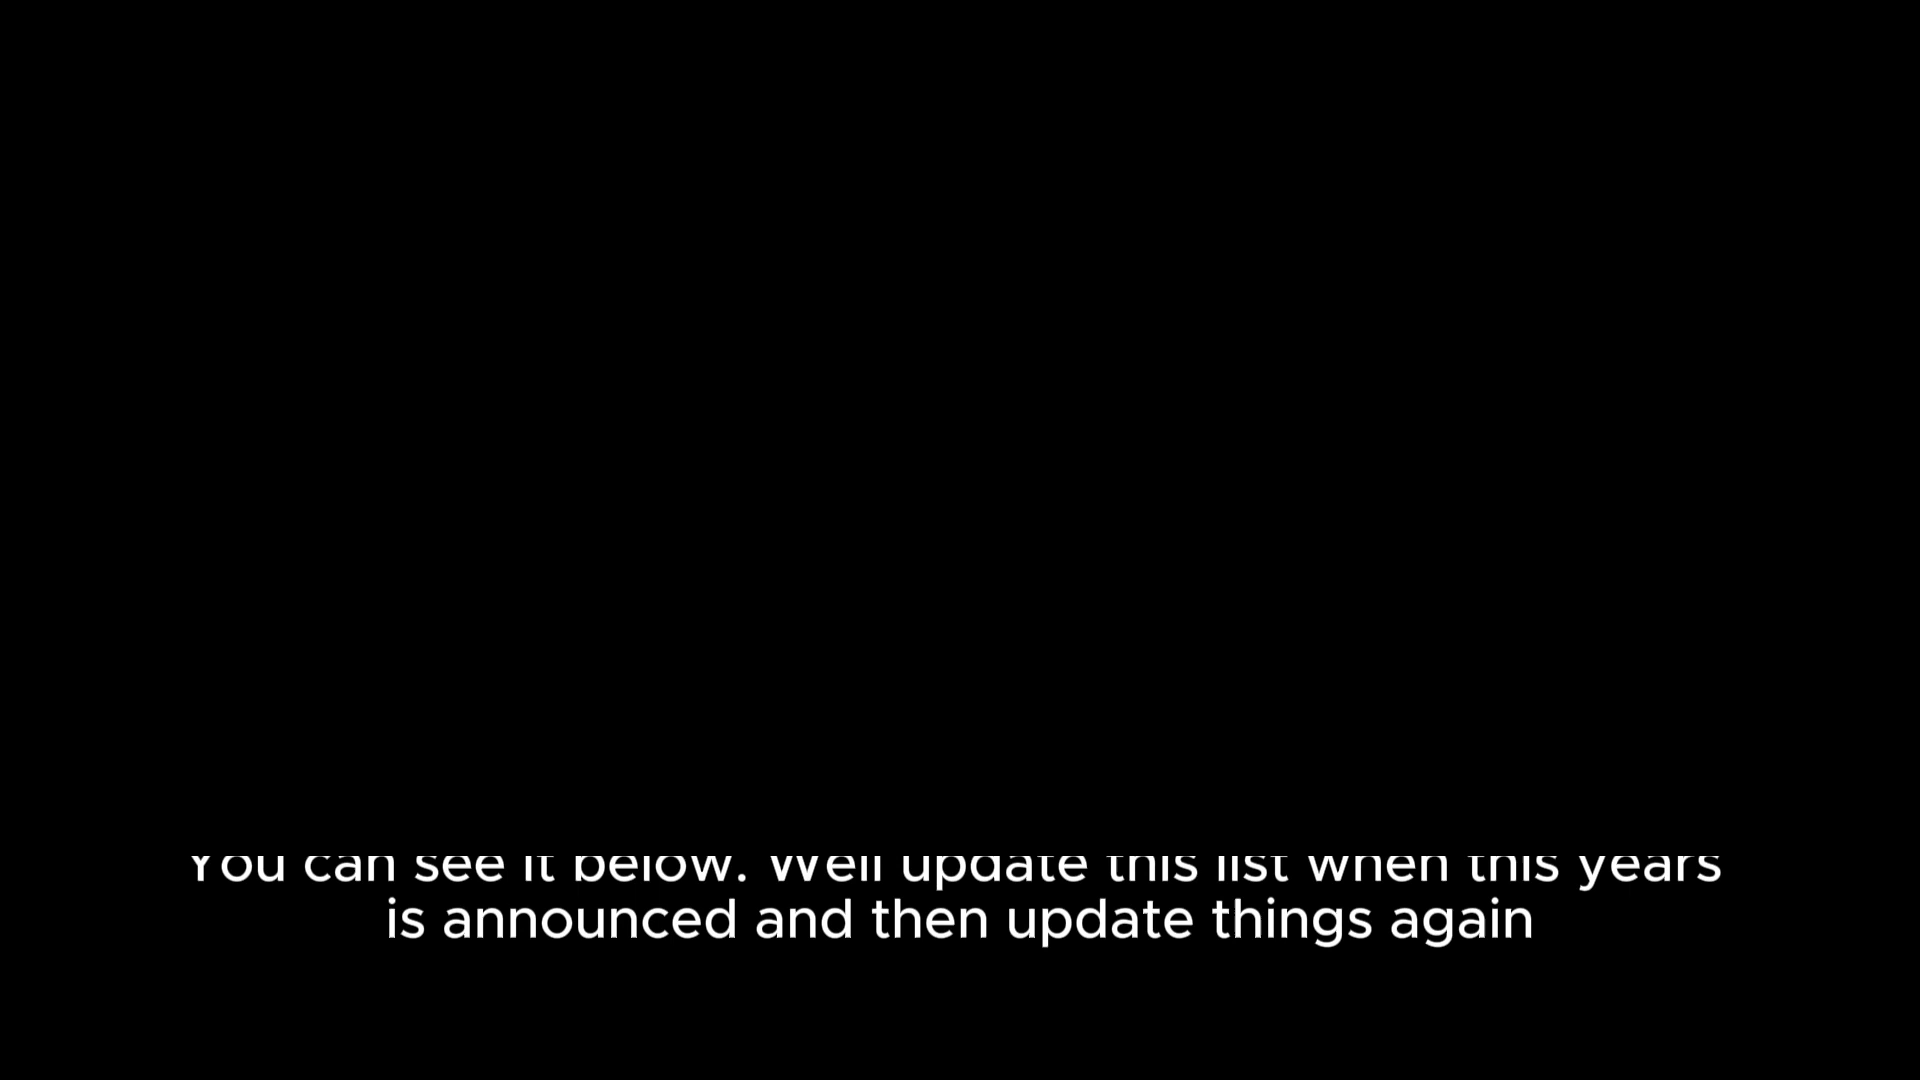 You can see it below. Well update this list when this years
is announced and then update things again